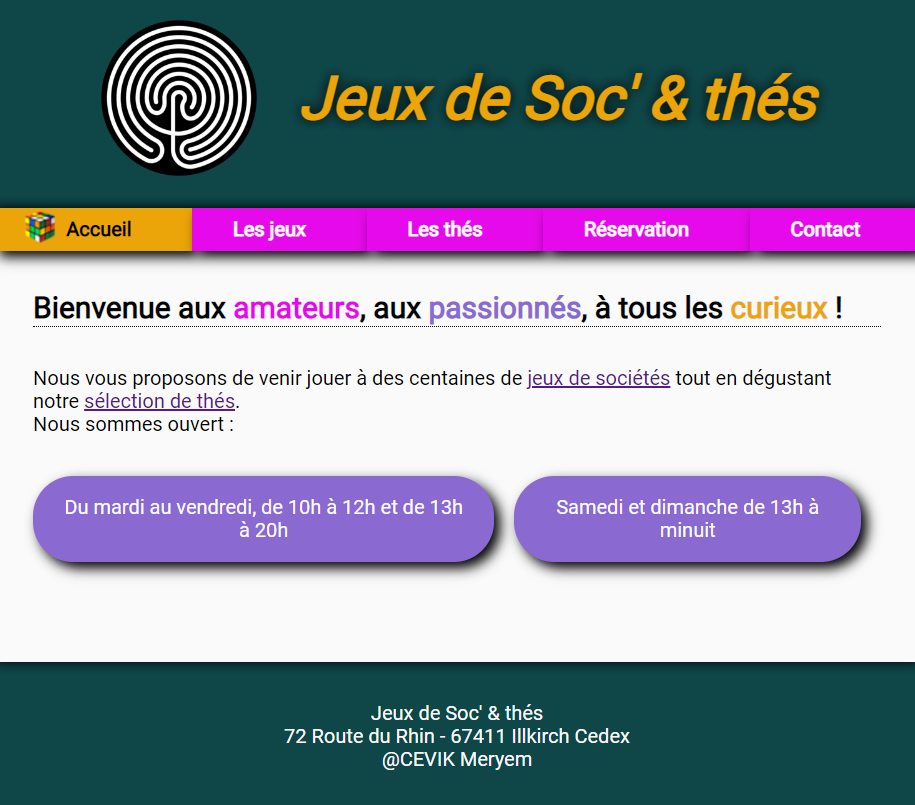 Jeux de Soc' & thés
Accueil
Les jeux
Les thés
Réservation
Contact
Bienvenue aux amateurs, aux passionnés, à tous les curieux !
Nous vous proposons de venir jouer à des centaines de jeux de sociétés tout en dégustant
notre sélection de thés.
Nous sommes ouvert :
Du mardi au vendredi, de 10h à 12h et de 13h
à 20h
Samedi et dimanche de 13h à
minuit
Jeux de Soc' & thés
72 Route du Rhin - 67411 Illkirch Cedex
@CEVIK Meryem